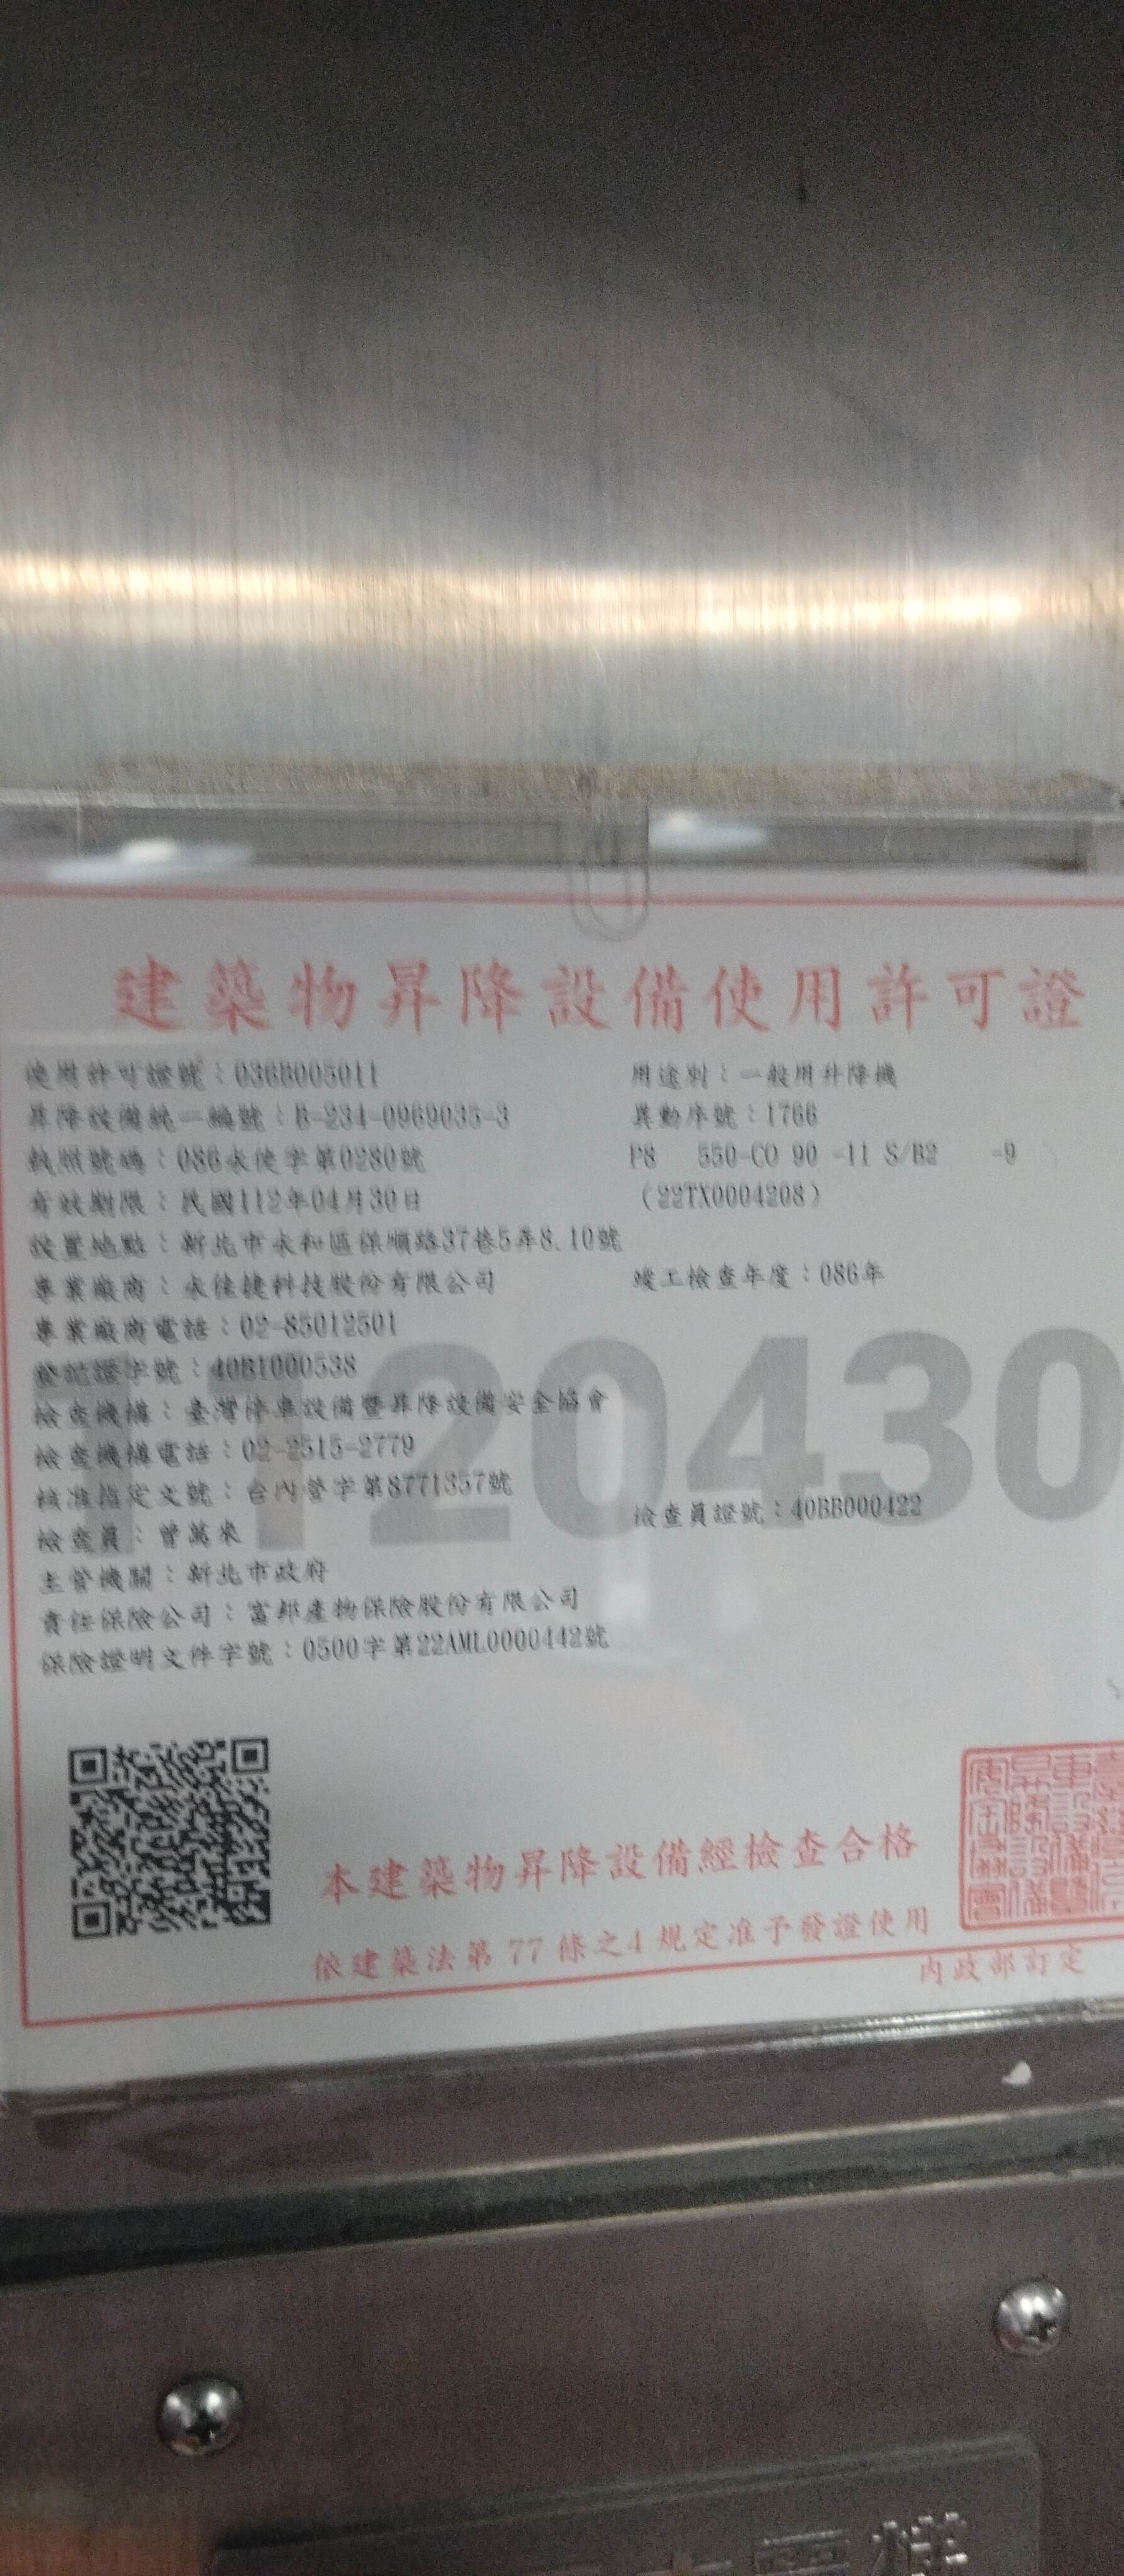 建築物昇降設備使用許可證
使用許可證號：036B005011
用途別：一般用升降機
昇降設備統一編號：B-234-0969035-3
異動序號：1766
執照號碼：086永使字第0280號
P8 550-CO 90 -11 S/B2 -9
有效期限：民國112年04月30日
（22TX0004208）
設置地點：新北市永和區保順路37巷5弄8.10號
專業廠商：永佳捷科技股份有限公司
竣工檢查年度：086年
專業廠商電話：02-85012501
登記證字號：40B1000538
檢查機構：臺灣停車設備暨昇降設備安全協會
檢查機構電話：02-2515-2779
核准指定文號：台內營字第8771357號
檢查員：曾萬來
檢查員證號：40BB000422
主管機關：新北市政府
責任保險公司：富邦產物保險股份有限公司
保險證明文件字號：0500字第22AML0000442號
1120430
本建築物昇降設備經檢查合格
依建築法第 77 條之4 規定准予發證使用
內政部訂定